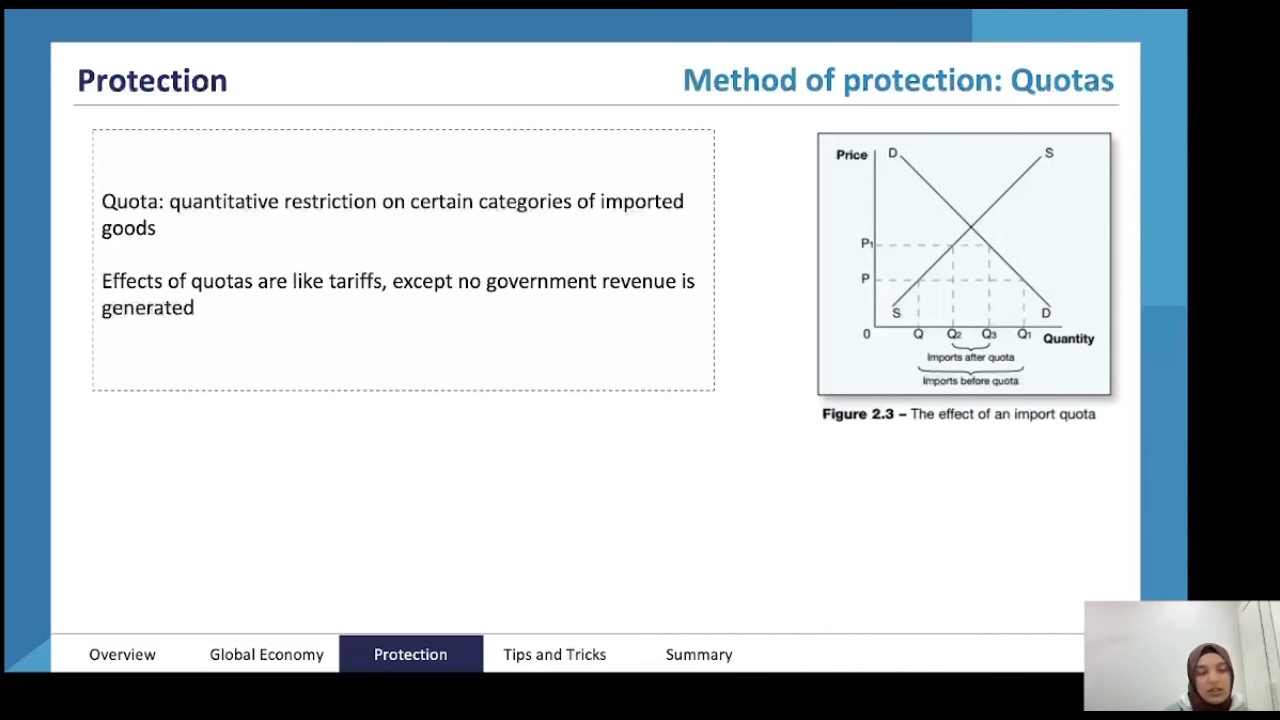 Protection
Method of protection: Quotas
Quota: quantitative restriction on certain categories of imported
goods
Effects of quotas are like tariffs, except no government revenue is
generated
Price
D
S
P1
P
S
D
0
Q
Q2
Q3
Q1
Quantity
Imports after quota
Imports before quota
Figure 2.3 – The effect of an import quota
Overview
Global Economy
Protection
Tips and Tricks
Summary